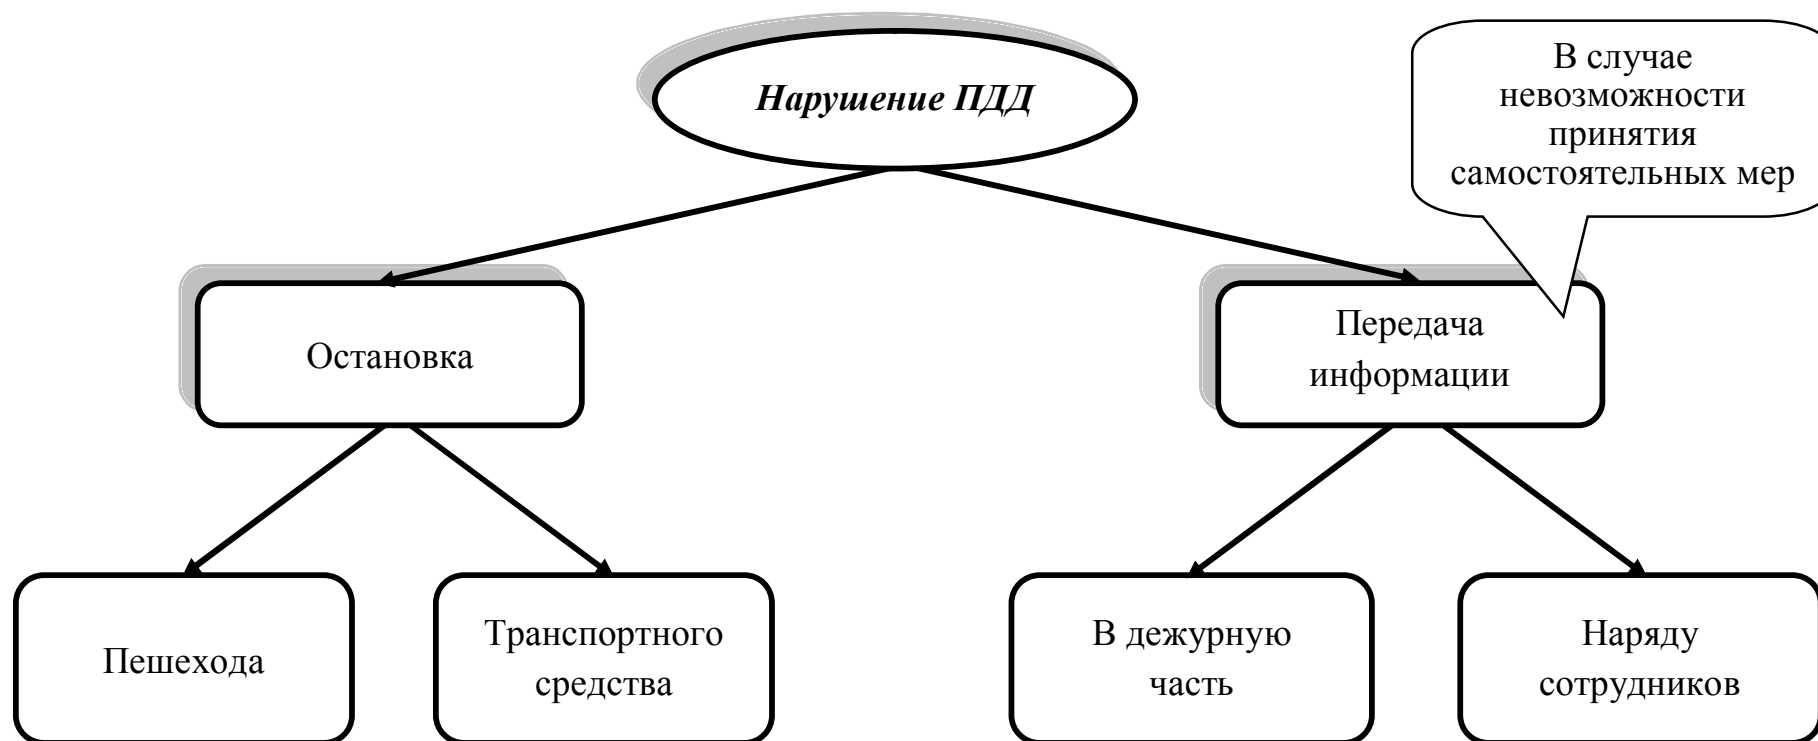 Нарушение ПДД
В случае
невозможности
принятия
самостоятельных мер
Остановка
Передача
информации
Пешехода
Транспортного
средства
В дежурную
часть
Наряду
сотрудников